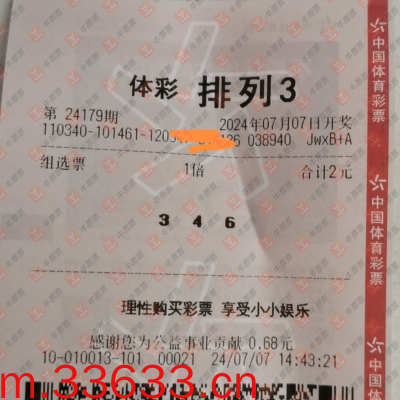 体彩 排列3
第 24179期 2024年07月07日开奖
110340-101461-120 126 038940 JwxB+A
组选票 1倍 合计2元
3 4 6
理性购买彩票 享受小小娱乐
感谢您为公益事业贡献 0.68元
10-010013-101 00021 24/07/07 14:43:21
m.33633.cn
中国体育彩票
中国体育彩票
中国体育彩票